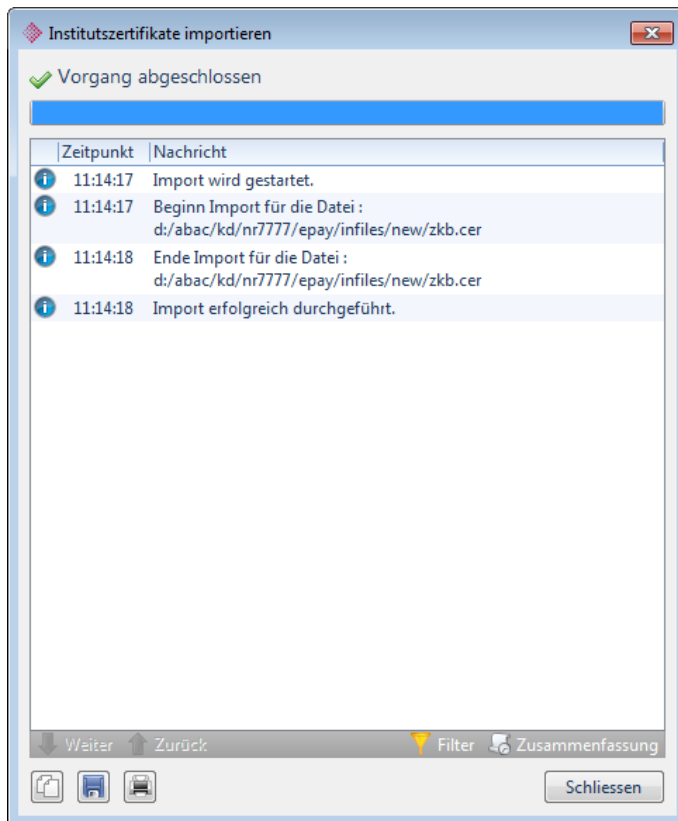 Institutszertifikate importieren
Vorgang abgeschlossen
Zeitpunkt Nachricht
11:14:17 Import wird gestartet.
11:14:17 Beginn Import für die Datei :
d:/abac/kd/nr7777/epay/infiles/new/zkb.cer
11:14:18 Ende Import für die Datei :
d:/abac/kd/nr7777/epay/infiles/new/zkb.cer
11:14:18 Import erfolgreich durchgeführt.
Weiter Zurück Filter Zusammenfassung
Schliessen